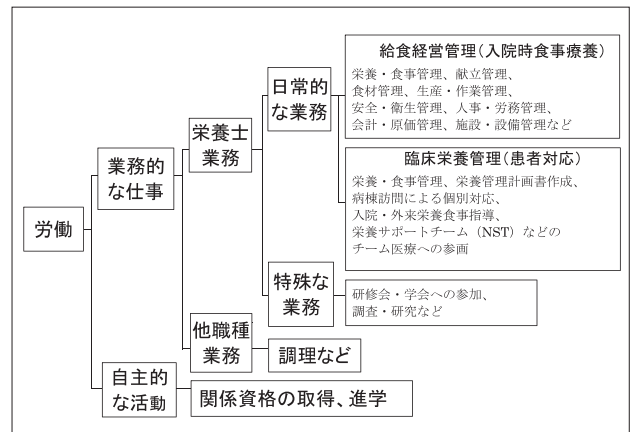 労働
業務的
な仕事
自主的
な活動
栄養士
業務
他職種
業務
関係資格の取得、進学
日常的
な業務
特殊な
業務
調理など
給食経営管理(入院時食事療養)
栄養・食事管理、献立管理、
食材管理、生産・作業管理、
安全・衛生管理、人事・労務管理、
会計・原価管理、施設・設備管理など
臨床栄養管理(患者対応)
栄養・食事管理、栄養管理計画書作成、
病棟訪問による個別対応、
入院・外来栄養食事指導、
栄養サポートチーム(NST)などの
チーム医療への参画
研修会・学会への参加、
調査・研究など